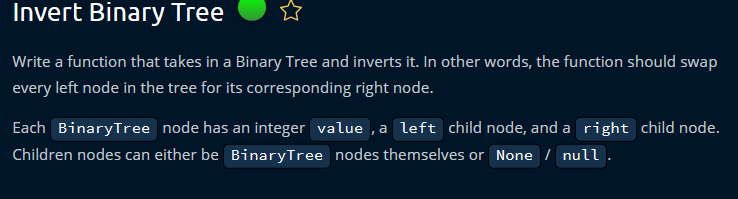 Invert Binary Tree
Write a function that takes in a Binary Tree and inverts it. In other words, the function should swap
every left node in the tree for its corresponding right node.
Each BinaryTree node has an integer value, a left child node, and a right child node.
Children nodes can either be BinaryTree nodes themselves or None / null.